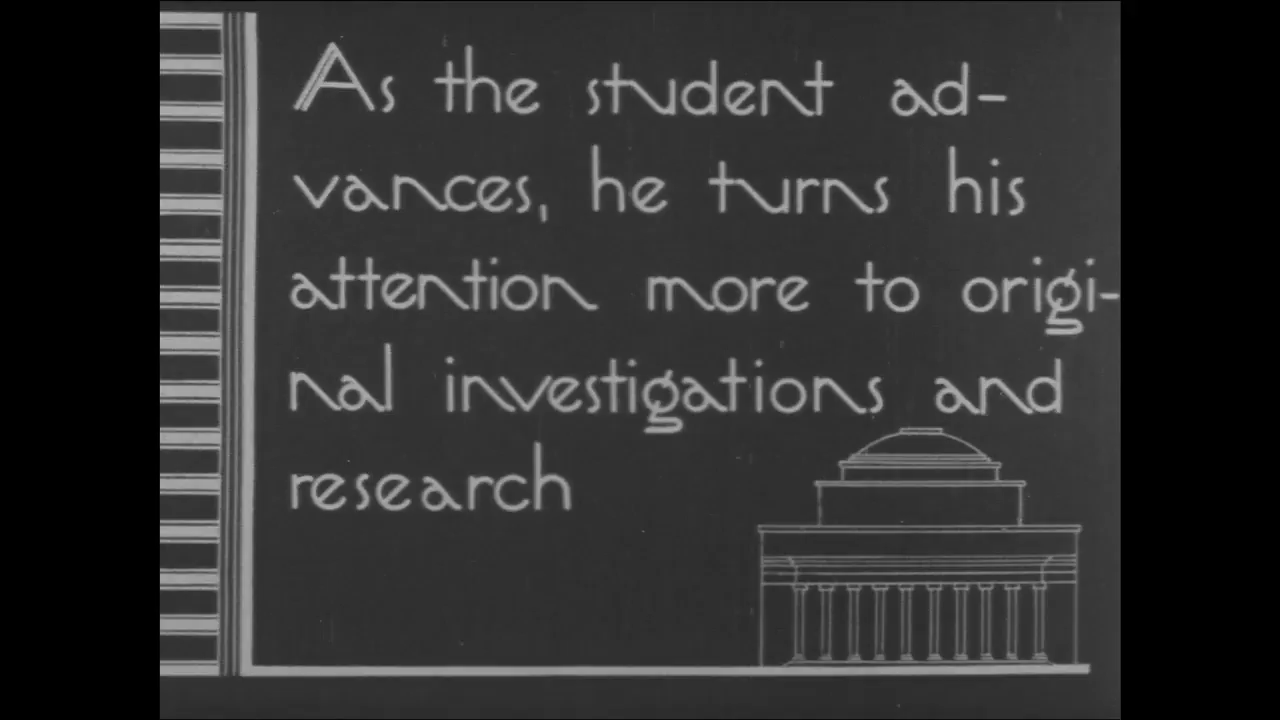 As the student ad-
vances, he turns his
attention more to origi-
nal investigations and
research